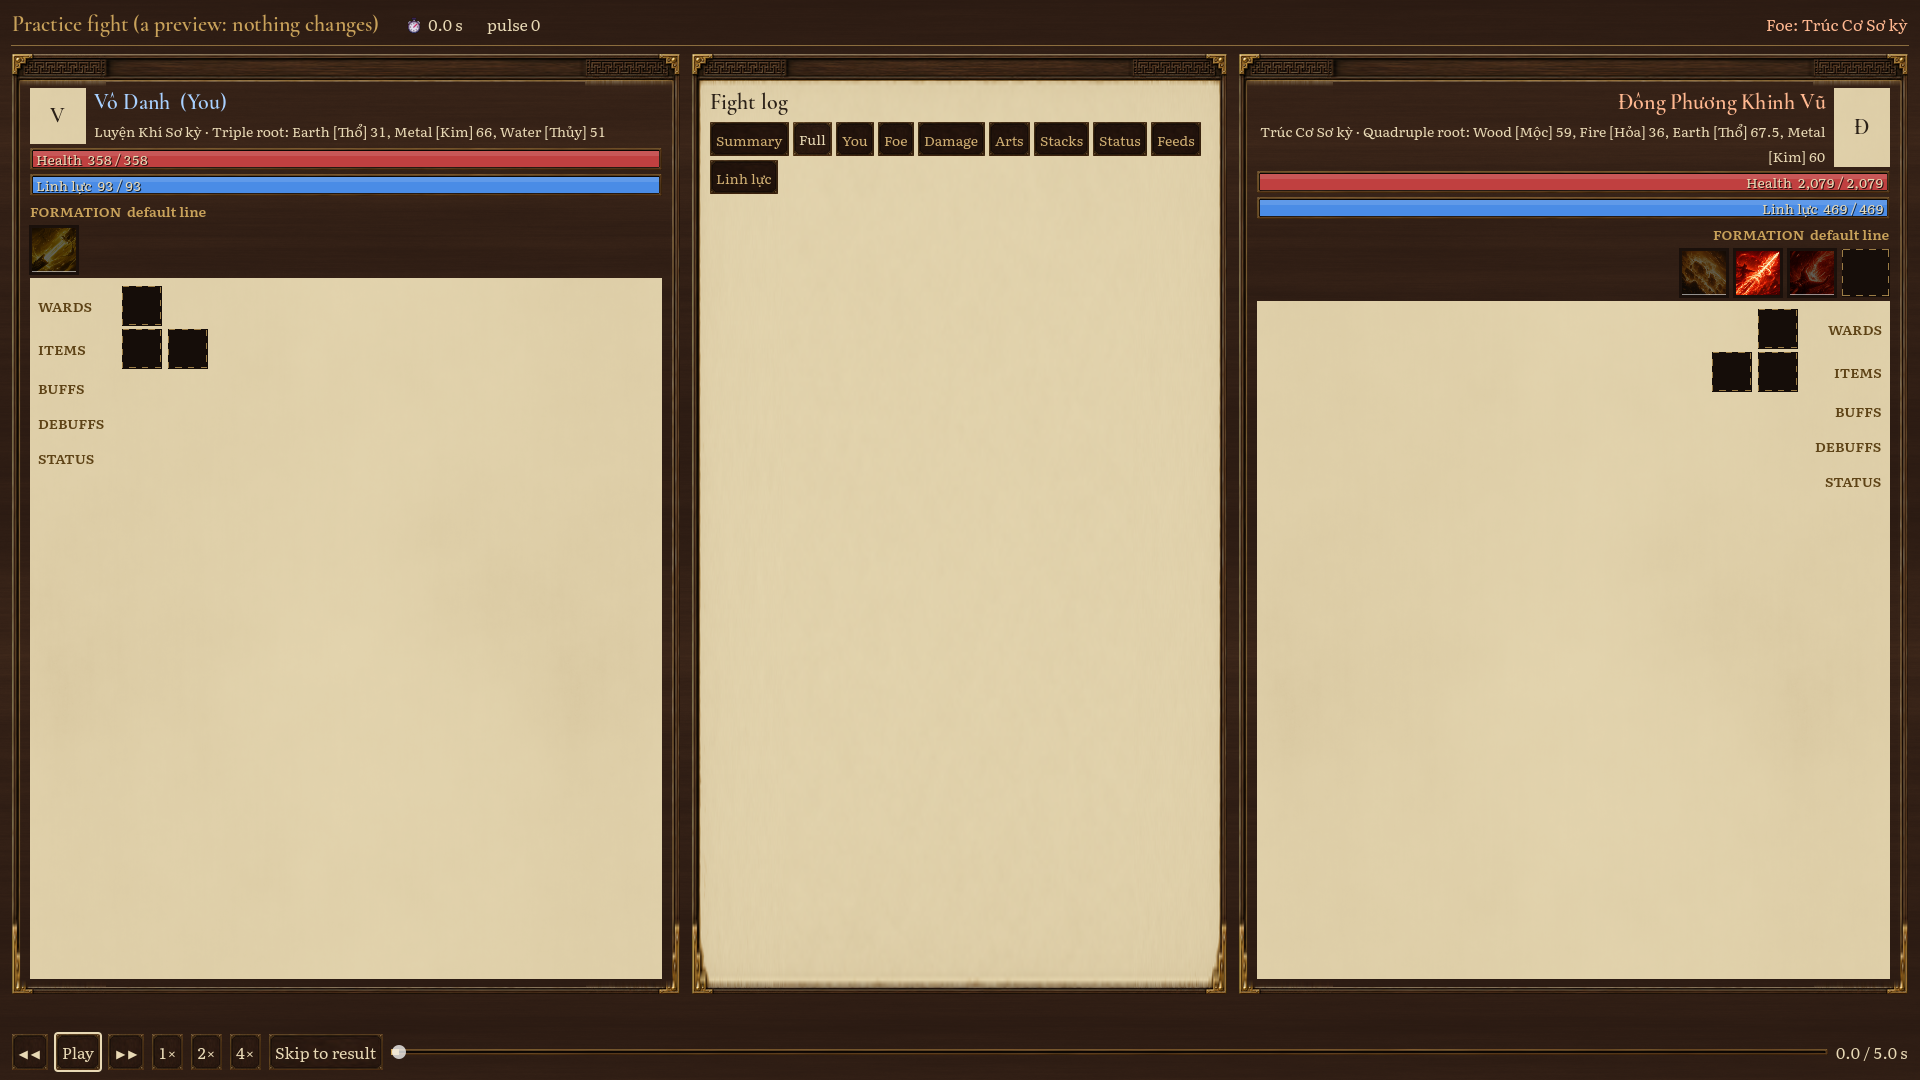 Practice fight (a preview: nothing changes)
0.0 s
pulse 0
Foe: Trúc Cơ Sơ kỳ
V
Vô Danh (You)
Luyện Khí Sơ kỳ · Triple root: Earth [Thổ] 31, Metal [Kim] 66, Water [Thủy] 51
Health 358 / 358
Linh lực 93 / 93
FORMATION default line
WARDS
ITEMS
BUFFS
DEBUFFS
STATUS
Fight log
Summary
Full
You
Foe
Damage
Arts
Stacks
Status
Feeds
Linh lực
Đông Phương Khinh Vũ
Đ
Trúc Cơ Sơ kỳ · Quadruple root: Wood [Mộc] 59, Fire [Hỏa] 36, Earth [Thổ] 67.5, Metal
[Kim] 60
Health 2,079 / 2,079
Linh lực 469 / 469
FORMATION default line
WARDS
ITEMS
BUFFS
DEBUFFS
STATUS
◄◄
Play
►►
1×
2×
4×
Skip to result
0.0 / 5.0 s